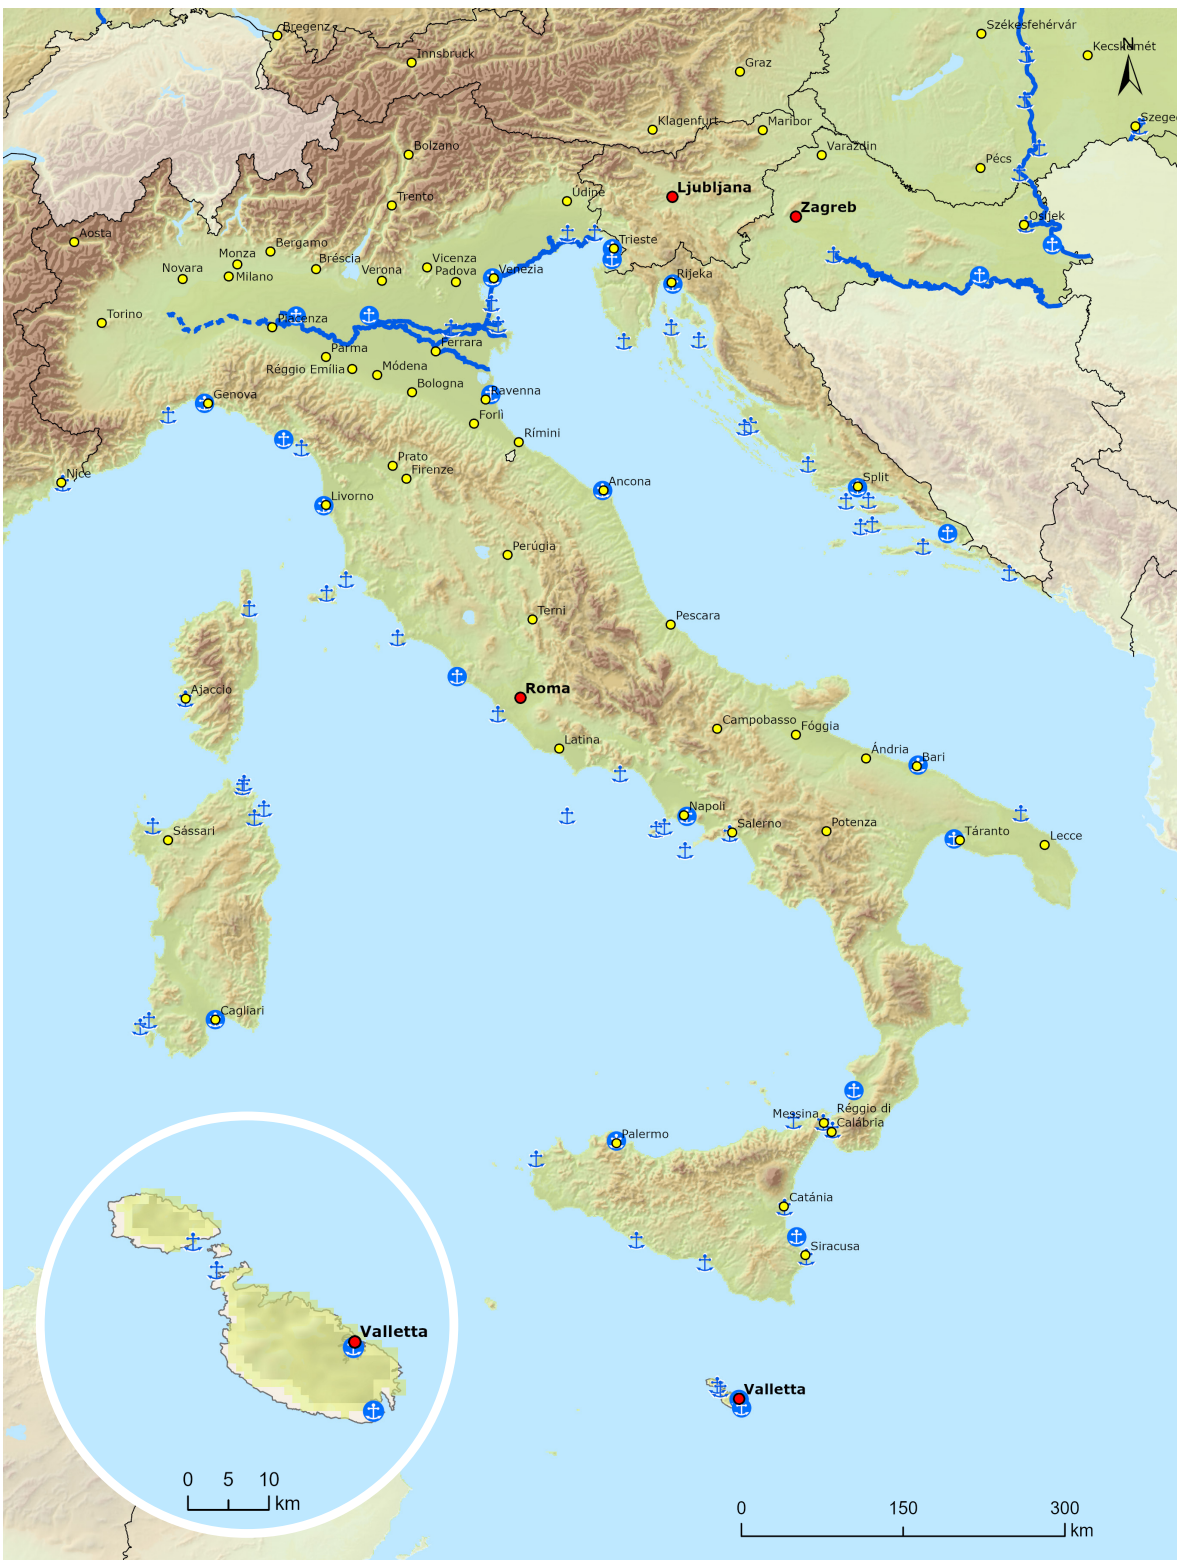 Bregenz
Székesfehérvár
N
Kecskemét
Innsbruck
Graz
Szege
Klagenfurt
Maribor
Bolzano
Varazdin
Pécs
Trento
Ljubljana
Údine
Zagreb
Osijek
Aosta
Trieste
Bergamo
Monza
Bréscia
Vicenza
Novara
Milano
Verona
Padova
Venezia
Rijeka
Torino
Piacenza
Parma
Ferrara
Réggio Emília
Módena
Bologna
Ravenna
Genova
Forlì
Rímini
Prato
Firenze
Nice
Ancona
Split
Livorno
Perúgia
Terni
Pescara
Ajaccio
Roma
Campobasso
Fóggia
Latina
Ándria
Bari
Napoli
Salerno
Potenza
Táranto
Lecce
Sássari
Cagliari
Messina
Réggio di
Calábria
Palermo
Catánia
Siracusa
Valletta
Valletta
0 5 10
km
0 150 300
km